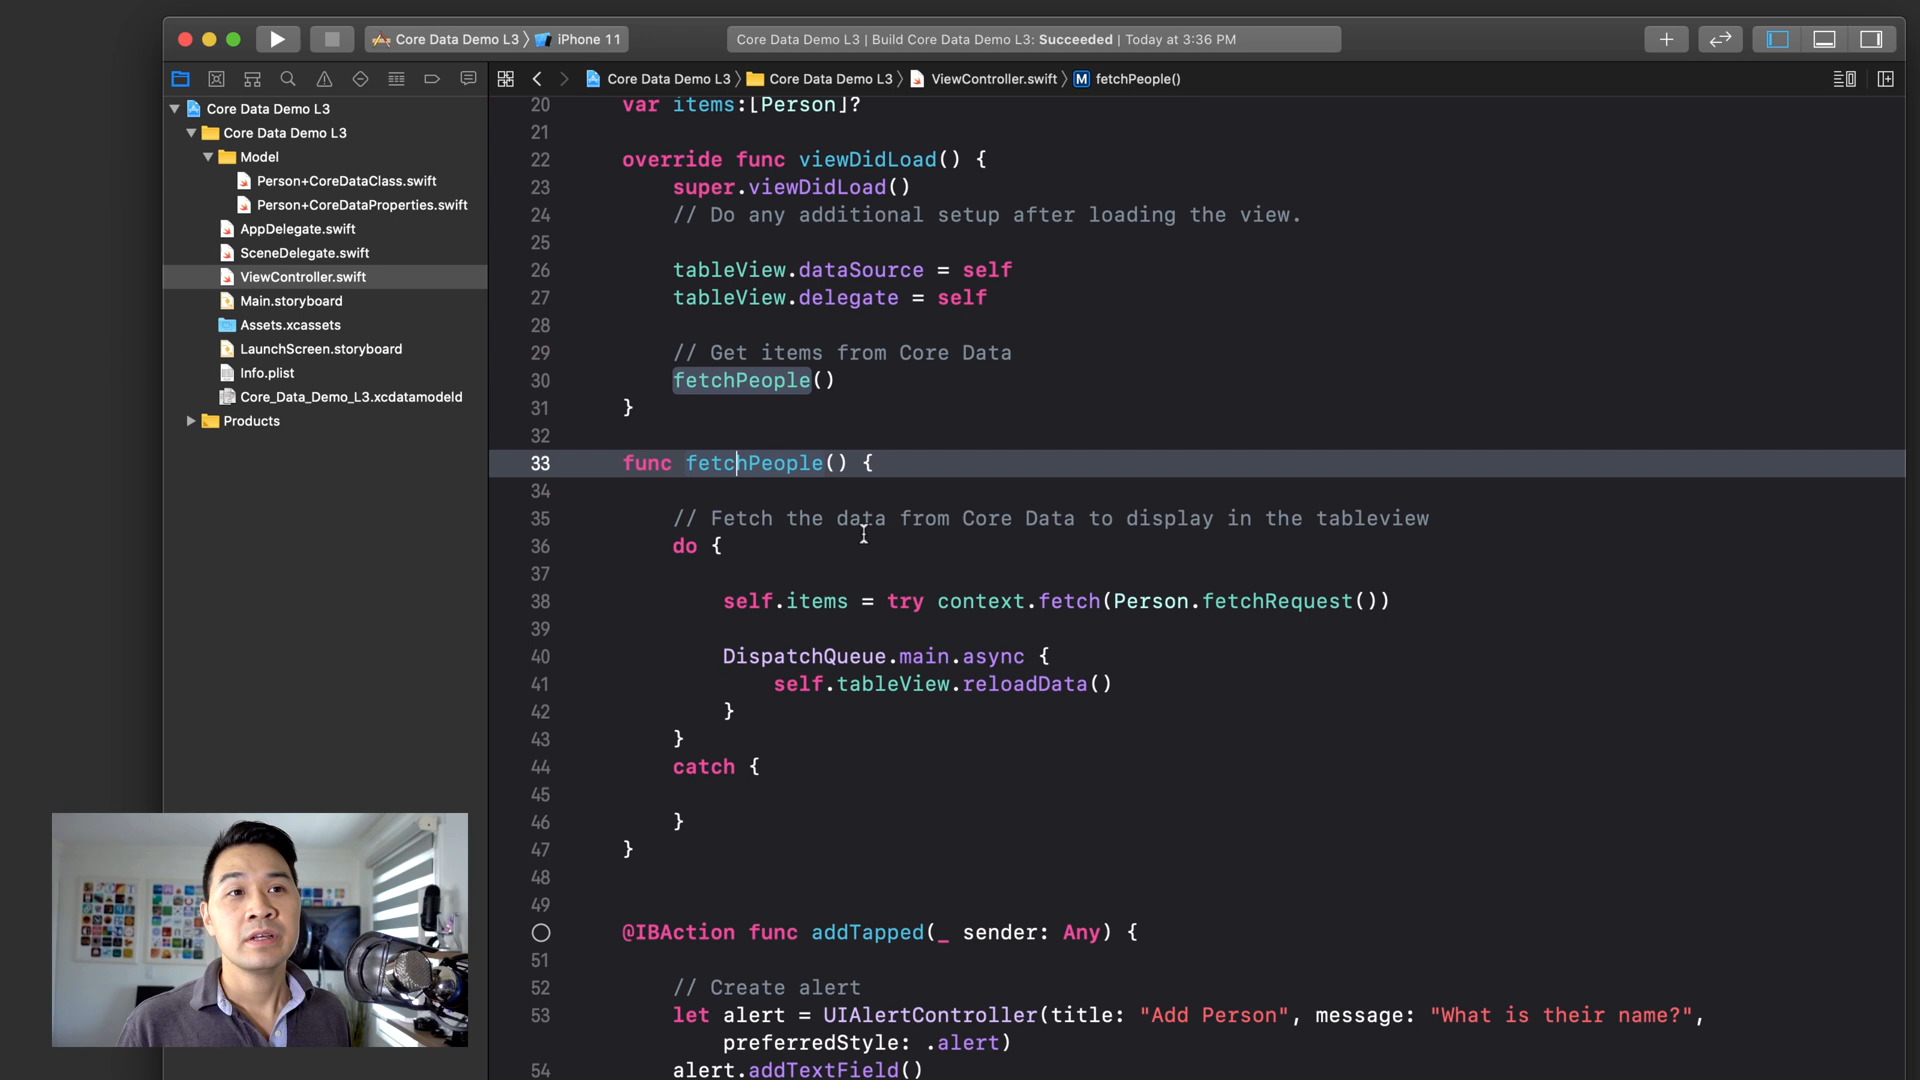 Core Data Demo L3 〉 iPhone 11
Core Data Demo L3 | Build Core Data Demo L3: Succeeded | Today at 3:36 PM
Core Data Demo L3 〉 Core Data Demo L3 〉 ViewController.swift 〉 M fetchPeople()
Core Data Demo L3
Core Data Demo L3
Model
Person+CoreDataClass.swift
Person+CoreDataProperties.swift
AppDelegate.swift
SceneDelegate.swift
ViewController.swift
Main.storyboard
Assets.xcassets
LaunchScreen.storyboard
Info.plist
Core_Data_Demo_L3.xcdatamodeld
Products
20 var items:[Person]?
21
22 override func viewDidLoad() {
23 super.viewDidLoad()
24 // Do any additional setup after loading the view.
25
26 tableView.dataSource = self
27 tableView.delegate = self
28
29 // Get items from Core Data
30 fetchPeople()
31 }
32
33 func fetchPeople() {
34
35 // Fetch the data from Core Data to display in the tableview
36 do {
37
38 self.items = try context.fetch(Person.fetchRequest())
39
40 DispatchQueue.main.async {
41 self.tableView.reloadData()
42 }
43 }
44 catch {
45
46 }
47 }
48
49
@IBAction func addTapped(_ sender: Any) {
51
52 // Create alert
53 let alert = UIAlertController(title: "Add Person", message: "What is their name?",
preferredStyle: .alert)
54 alert.addTextField()